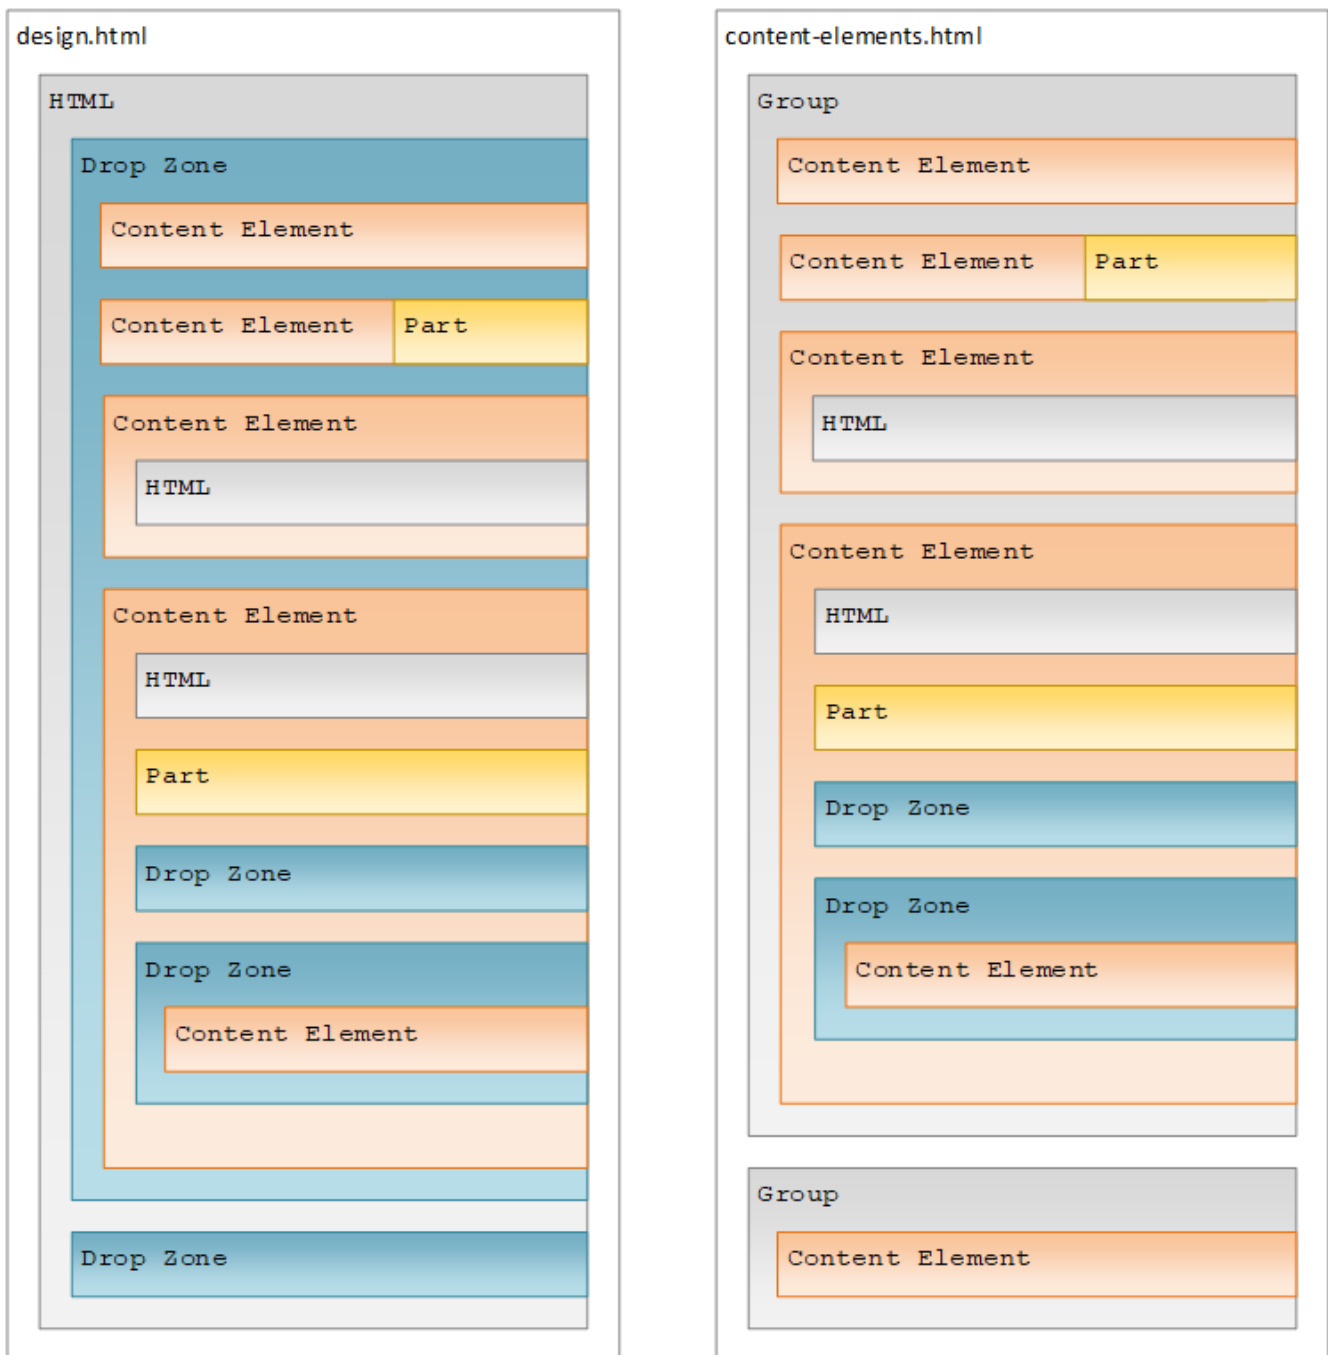 design.html
HTML
Drop Zone
Content Element
Content Element Part
Content Element
HTML
Content Element
HTML
Part
Drop Zone
Drop Zone
Content Element
Drop Zone
content-elements.html
Group
Content Element
Content Element Part
Content Element
HTML
Content Element
HTML
Part
Drop Zone
Drop Zone
Content Element
Group
Content Element